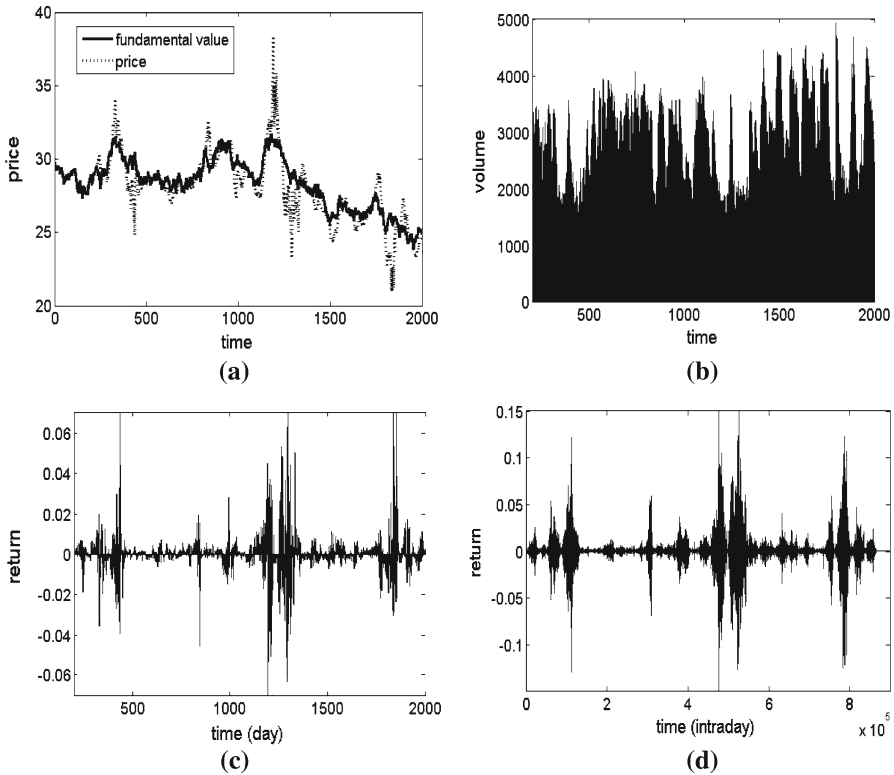 40
35
30
25
20
price
fundamental value
price
0 500 1000 1500 2000
time
(a)
5000
4000
3000
2000
1000
0
volume
500 1000 1500 2000
time
(b)
0.06
0.04
0.02
0
-0.02
-0.04
-0.06
return
500 1000 1500 2000
time (day)
(c)
0.15
0.1
0.05
0
-0.05
-0.1
return
0 2 4 6 8
x 10^5
time (intraday)
(d)